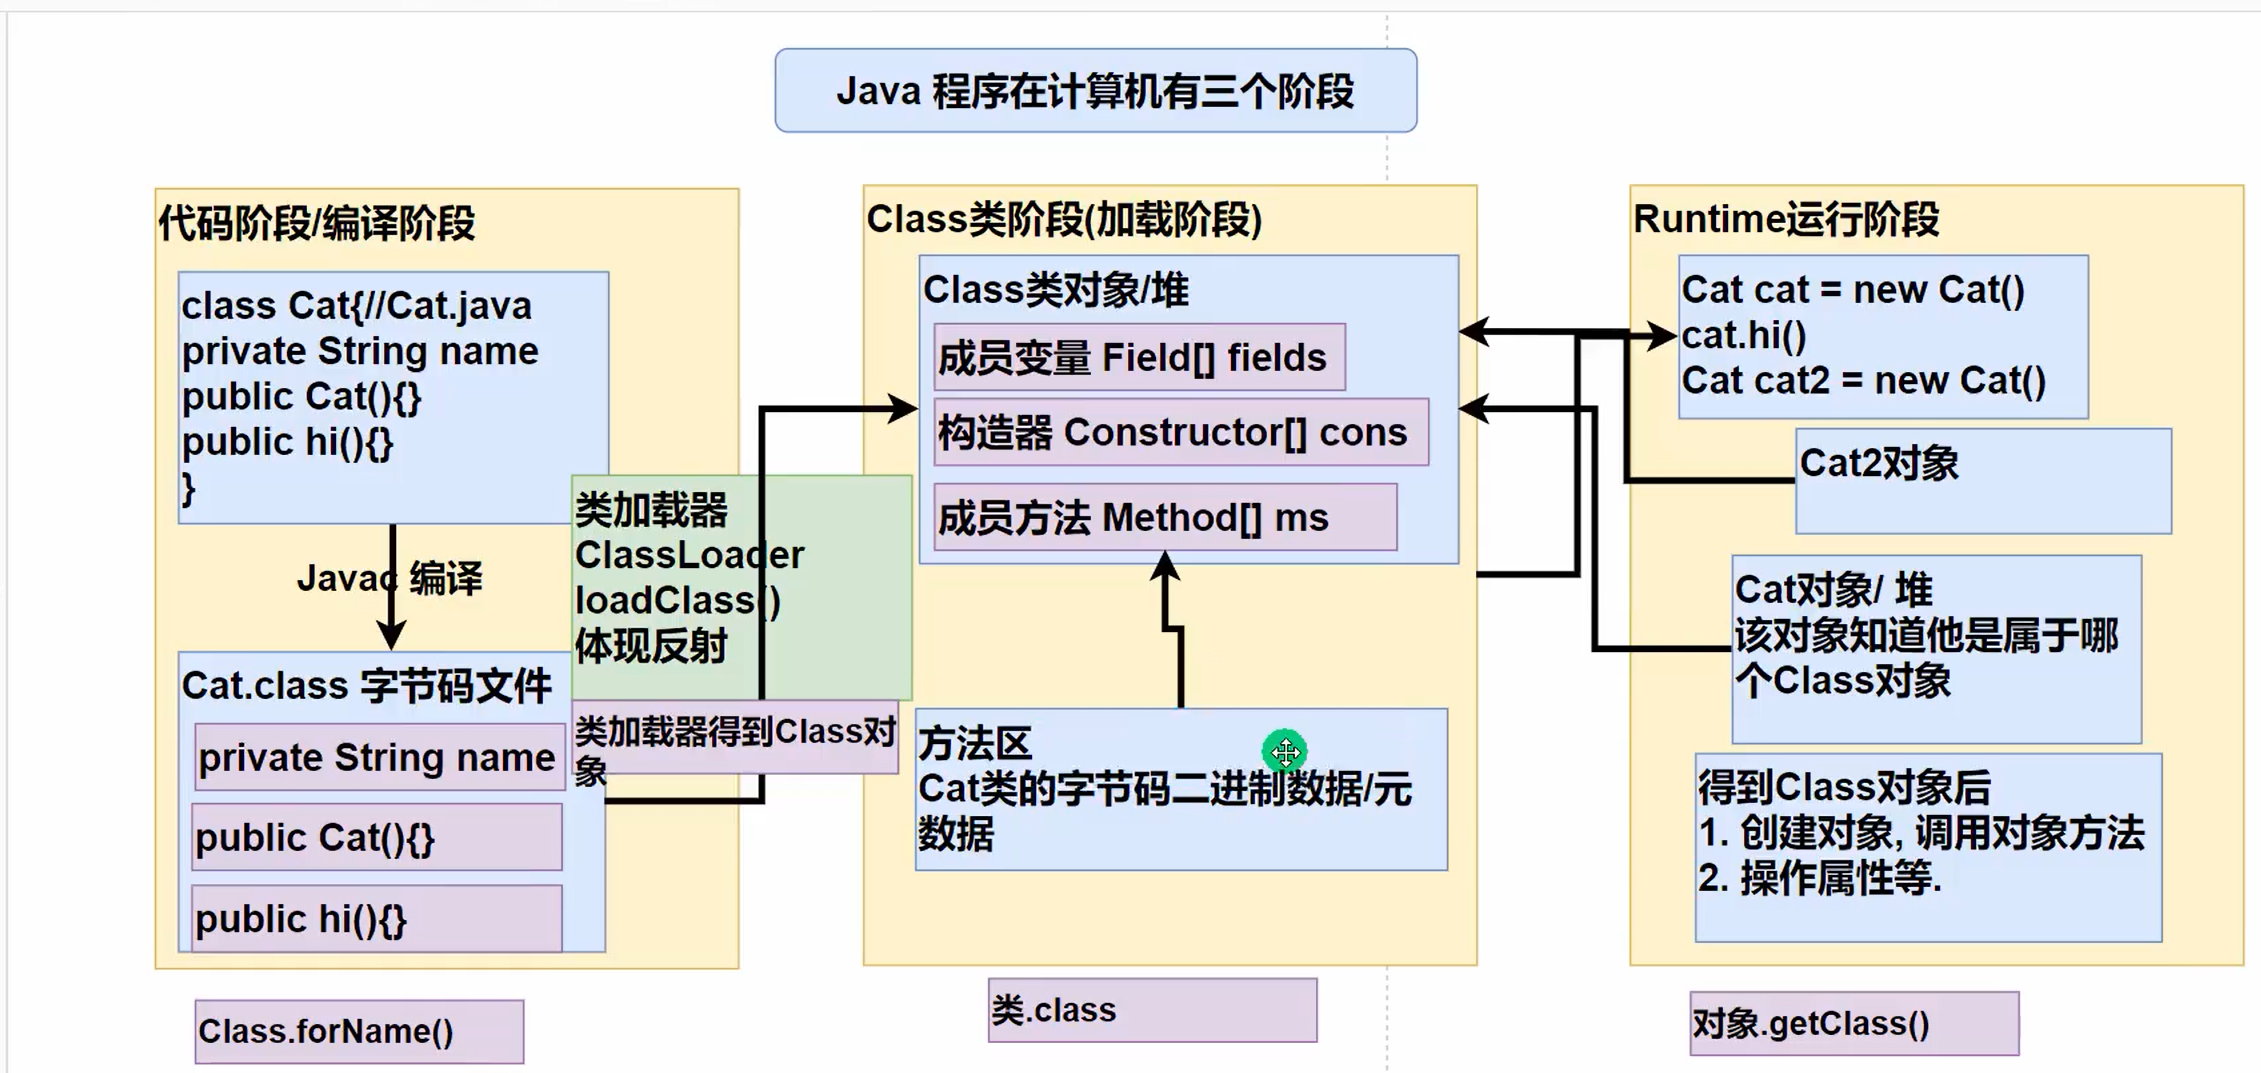 Java 程序在计算机有三个阶段
代码阶段/编译阶段
class Cat{//Cat.java
private String name
public Cat(){}
public hi(){}
}
Javac 编译
Cat.class 字节码文件
private String name
public Cat(){}
public hi(){}
Class.forName()
类加载器
ClassLoader
loadClass()
体现反射
类加载器得到Class对
象
Class类阶段(加载阶段)
Class类对象/堆
成员变量 Field[] fields
构造器 Constructor[] cons
成员方法 Method[] ms
方法区
Cat类的字节码二进制数据/元
数据
类.class
Runtime运行阶段
Cat cat = new Cat()
cat.hi()
Cat cat2 = new Cat()
Cat2对象
Cat对象/ 堆
该对象知道他是属于哪
个Class对象
得到Class对象后
1. 创建对象, 调用对象方法
2. 操作属性等.
对象.getClass()